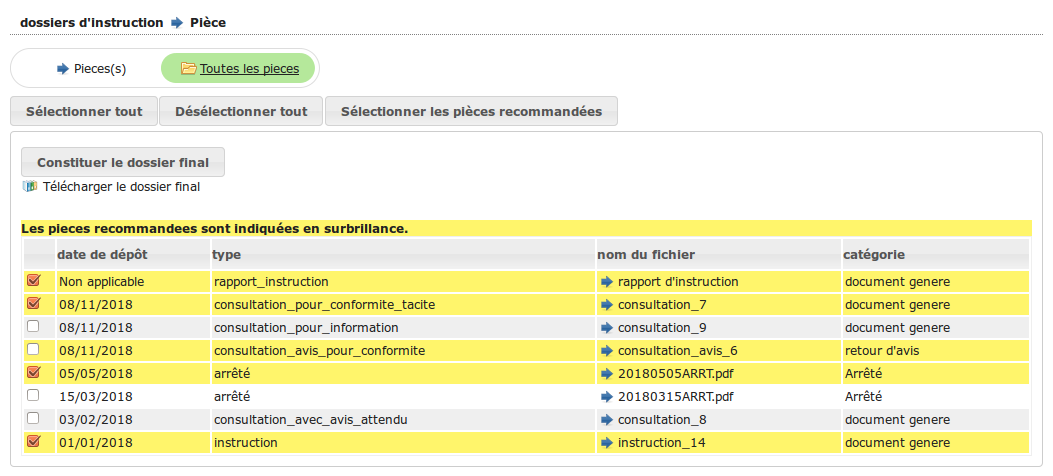 dossiers d'instruction Pièce
Pieces(s) Toutes les pieces
Sélectionner tout Désélectionner tout Sélectionner les pièces recommandées
Constituer le dossier final
Télécharger le dossier final
Les pieces recommandees sont indiquées en surbrillance.
date de dépôt type nom du fichier catégorie
Non applicable rapport_instruction rapport d'instruction document genere
08/11/2018 consultation_pour_conformite_tacite consultation_7 document genere
08/11/2018 consultation_pour_information consultation_9 document genere
08/11/2018 consultation_avis_pour_conformite consultation_avis_6 retour d'avis
05/05/2018 arrêté 20180505ARRT.pdf Arrêté
15/03/2018 arrêté 20180315ARRT.pdf Arrêté
03/02/2018 consultation_avec_avis_attendu consultation_8 document genere
01/01/2018 instruction instruction_14 document genere